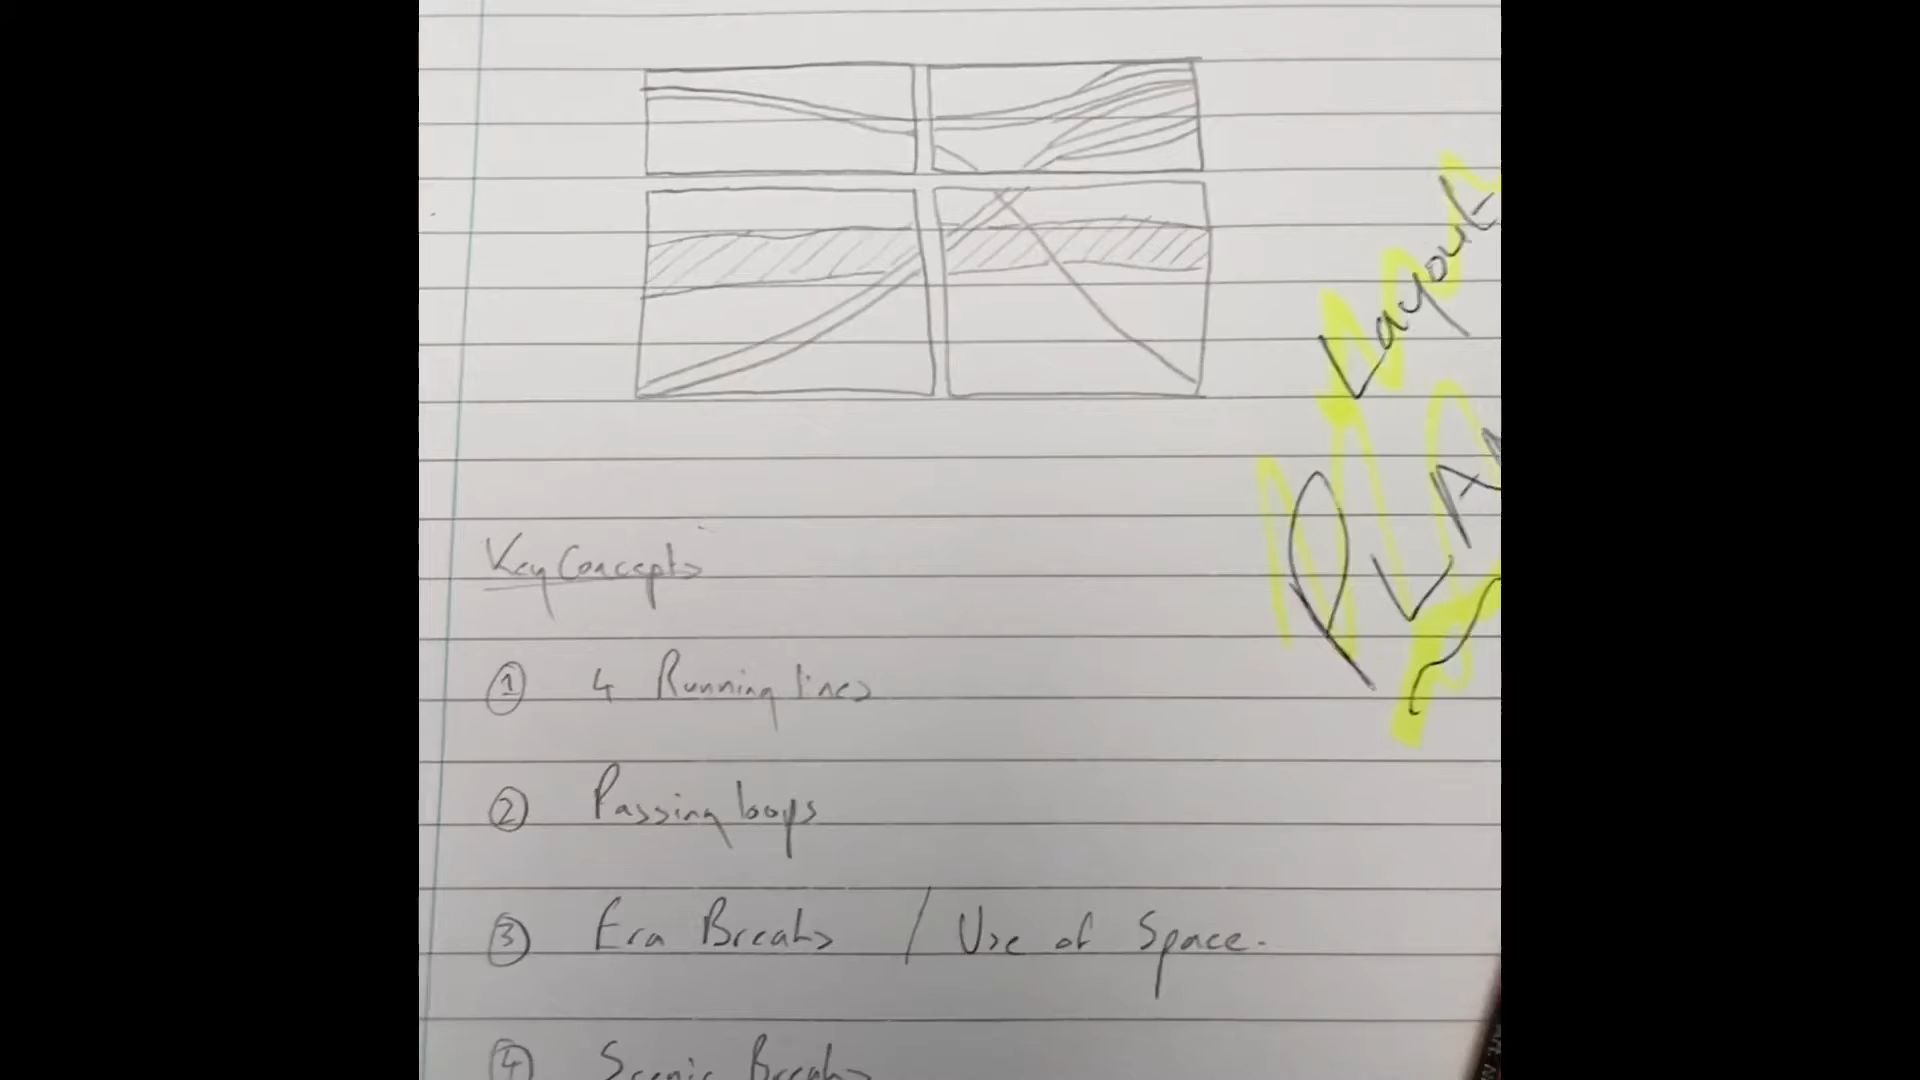 Layout
PLAN
Key Concepts
① 4 Running lines
② Passing loops
③ Era Breaks / Use of Space.
④ Scenic Breaks